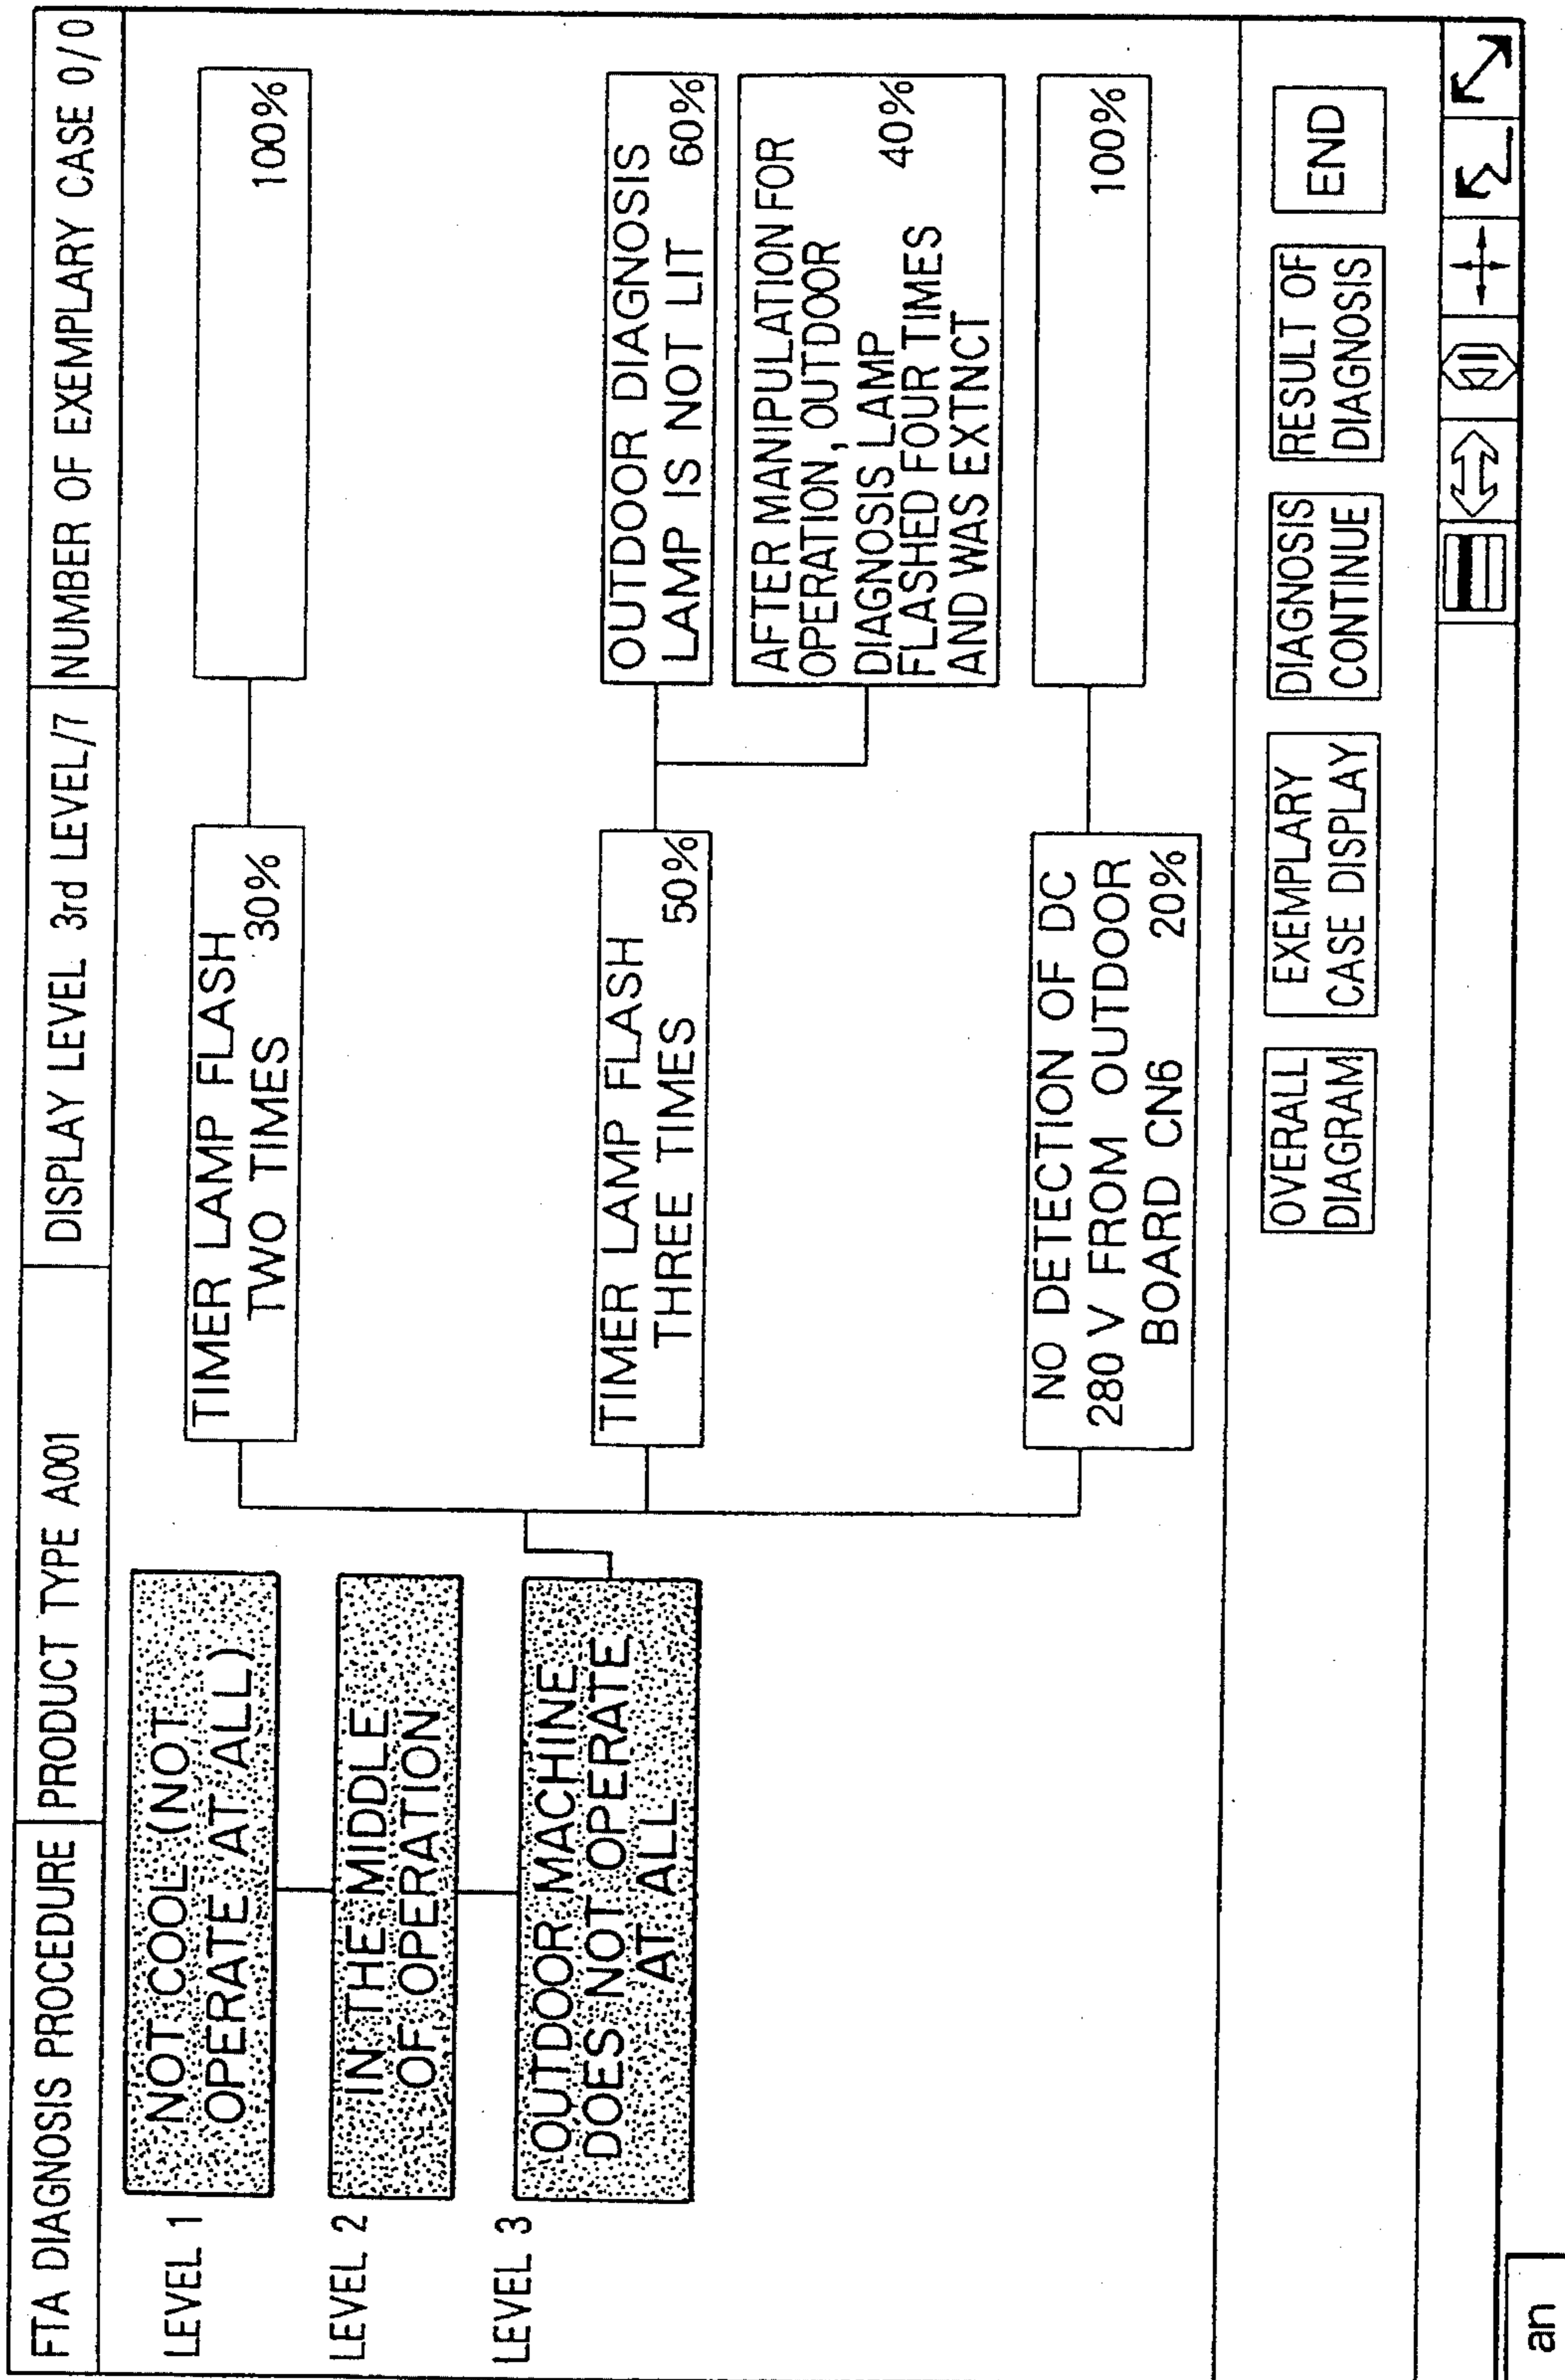 FTA DIAGNOSIS PROCEDURE
PRODUCT TYPE A001
DISPLAY LEVEL 3rd LEVEL/7
NUMBER OF EXEMPLARY CASE 0/0
LEVEL 1
NOT COOL (NOT
OPERATE AT ALL)
LEVEL 2
IN THE MIDDLE
OF OPERATION
LEVEL 3
OUTDOOR MACHINE
DOES NOT OPERATE
AT ALL
TIMER LAMP FLASH
TWO TIMES 30%
100%
TIMER LAMP FLASH
THREE TIMES 50%
OUTDOOR DIAGNOSIS
LAMP IS NOT LIT 60%
AFTER MANIPULATION FOR
OPERATION, OUTDOOR
DIAGNOSIS LAMP 40%
FLASHED FOUR TIMES
AND WAS EXTNCT
NO DETECTION OF DC
280 V FROM OUTDOOR
BOARD CN6 20%
100%
OVERALL
DIAGRAM
EXEMPLARY
CASE DISPLAY
DIAGNOSIS
CONTINUE
RESULT OF
DIAGNOSIS
END
an